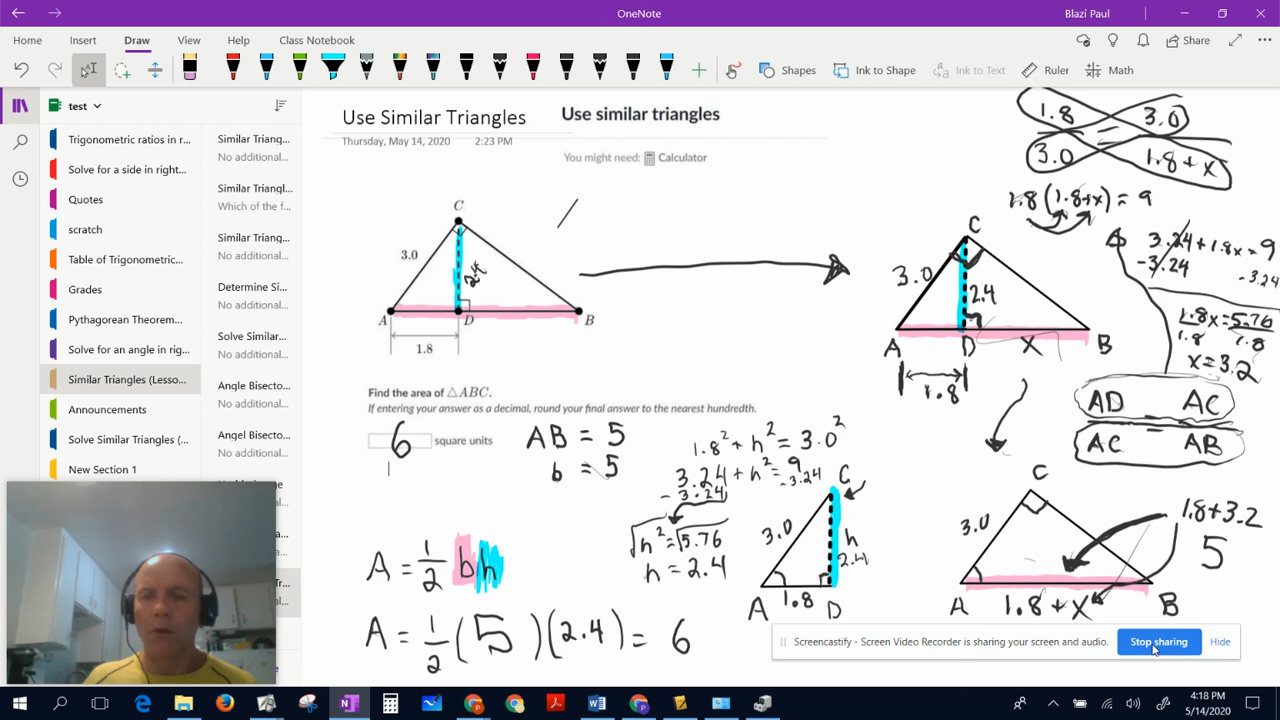 OneNote
Blazi Paul
Home Insert Draw View Help Class Notebook
Share
Shapes Ink to Shape Ink to Text Ruler Math
test
Trigonometric ratios in r...
Solve for a side in right...
Quotes
scratch
Table of Trigonometric...
Grades
Pythagorean Theorem...
Solve for an angle in rig...
Similar Triangles (Lesso...
Announcements
Solve Similar Triangles (...
New Section 1
Similar Triang...
No additional...
Similar Triangl...
Which of the f...
Similar Triangl...
No additional...
Determine Si...
No additional...
Solve Similar...
No additional...
Angle Bisecto...
No additional...
Angel Bisecto...
No additional...
Use Similar Triangles
Thursday, May 14, 2020 2:23 PM
Use similar triangles
You might need: Calculator
C
3.0
2.4
A D B
1.8
Find the area of △ABC.
If entering your answer as a decimal, round your final answer to the nearest hundredth.
6 square units
AB = 5
b = 5
A = 1/2 bh
A = 1/2 (5)(2.4) = 6
1.8² + h² = 3.0²
3.24 + h² = 9
- 3.24 - 3.24
√h² = √5.76
h = 2.4
C
3.0 h
2.4
A 1.8 D
1.8 = 3.0
3.0 1.8 + x
1.8(1.8+x) = 9
3.24 + 1.8x = 9
-3.24 -3.24
1.8x = 5.76
1.8 1.8
x = 3.2
C
3.0
2.4
A D X B
1.8
AD = AC
AC AB
C
3.0
A 1.8 + x B
1.8+3.2
5
Screencastify - Screen Video Recorder is sharing your screen and audio. Stop sharing Hide
4:18 PM
5/14/2020